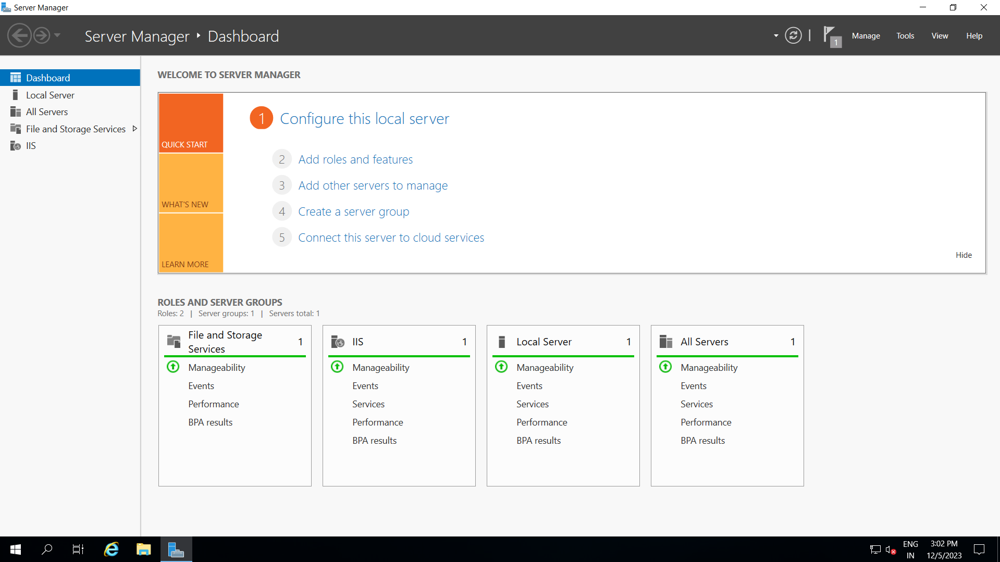 Server Manager
Server Manager
Dashboard
1
Manage
Tools
View
Help
Dashboard
Local Server
All Servers
File and Storage Services
IIS
WELCOME TO SERVER MANAGER
QUICK START
WHAT'S NEW
LEARN MORE
1 Configure this local server
2 Add roles and features
3 Add other servers to manage
4 Create a server group
5 Connect this server to cloud services
Hide
ROLES AND SERVER GROUPS
Roles: 2 | Server groups: 1 | Servers total: 1
File and Storage
Services
1
Manageability
Events
Performance
BPA results
IIS 1
Manageability
Events
Services
Performance
BPA results
Local Server 1
Manageability
Events
Services
Performance
BPA results
All Servers 1
Manageability
Events
Services
Performance
BPA results
ENG
IN
3:02 PM
12/5/2023